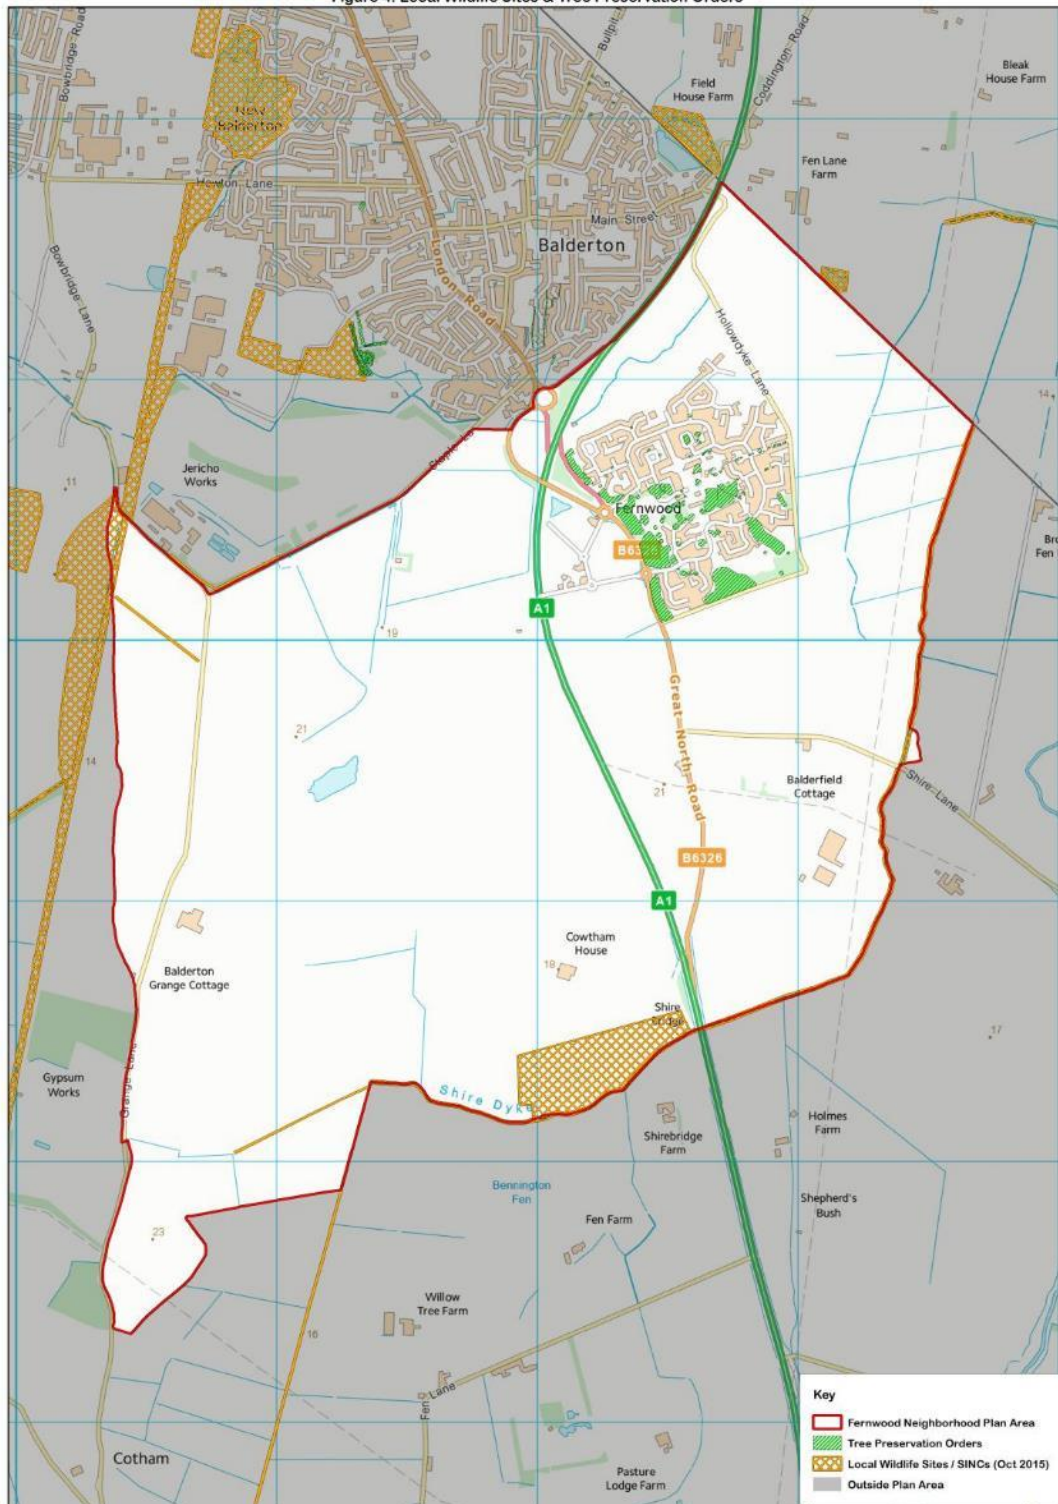 Figure 4: Local Wildlife Sites & Tree Preservation Orders
Bowbridge Road
Bullpit
Coddington Road
Bleak
House Farm
Field
House Farm
New
Balderton
Fen Lane
Farm
Hawton Lane
Main Street
Balderton
London Road
Bowbridge Lane
Hollowdyke Lane
14
Staple
Jericho
Works
11
Fernwood
B6326
Fen
A1
19
Great North Road
21
14
21
Balderfield
Cottage
Shire Lane
B6326
A1
Cowtham
House
18
Balderton
Grange Cottage
Shire
Bridge
17
Grange Lane
Gypsum
Works
Shire Dyke
Holmes
Farm
Shirebridge
Farm
Bennington
Fen
Shepherd's
Bush
Fen Farm
23
Willow
Tree Farm
16
Fen Lane
Cotham
Pasture
Lodge Farm
Key
Fernwood Neighborhood Plan Area
Tree Preservation Orders
Local Wildlife Sites / SINCs (Oct 2015)
Outside Plan Area